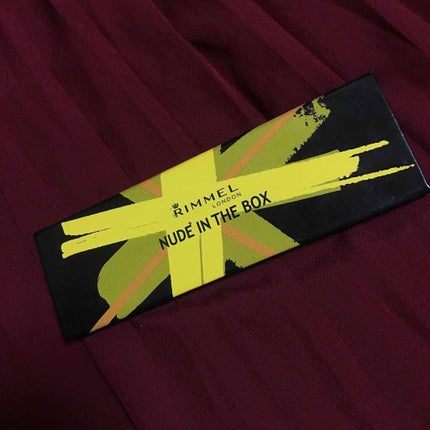 RIMMEL
LONDON
NUDE IN THE BOX